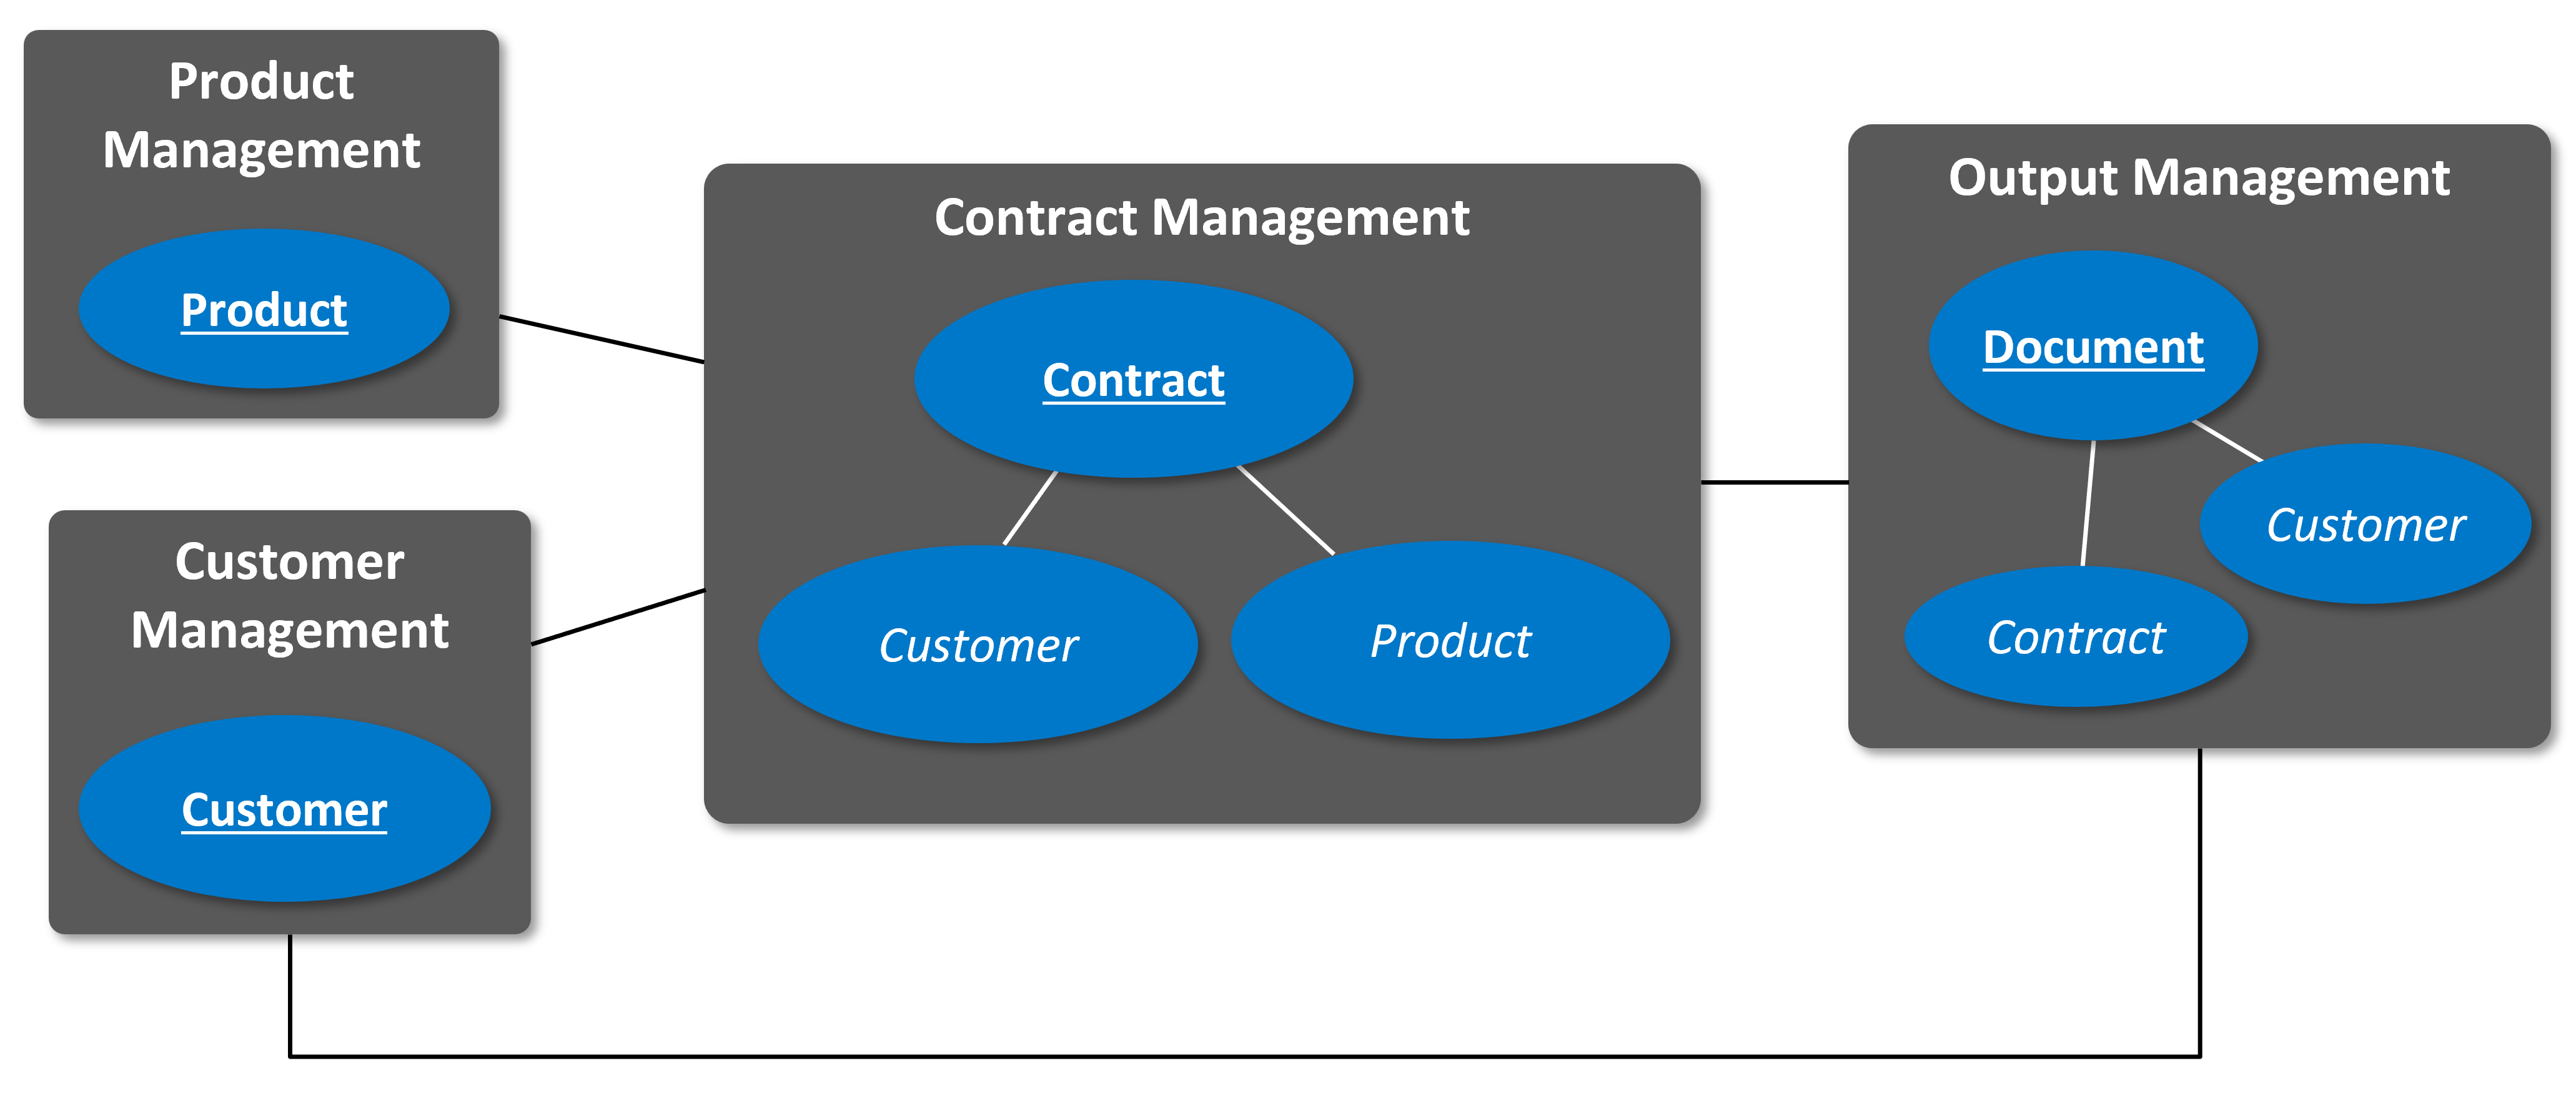 Product
Management
Product
Customer
Management
Customer
Contract Management
Contract
Customer
Product
Output Management
Document
Customer
Contract